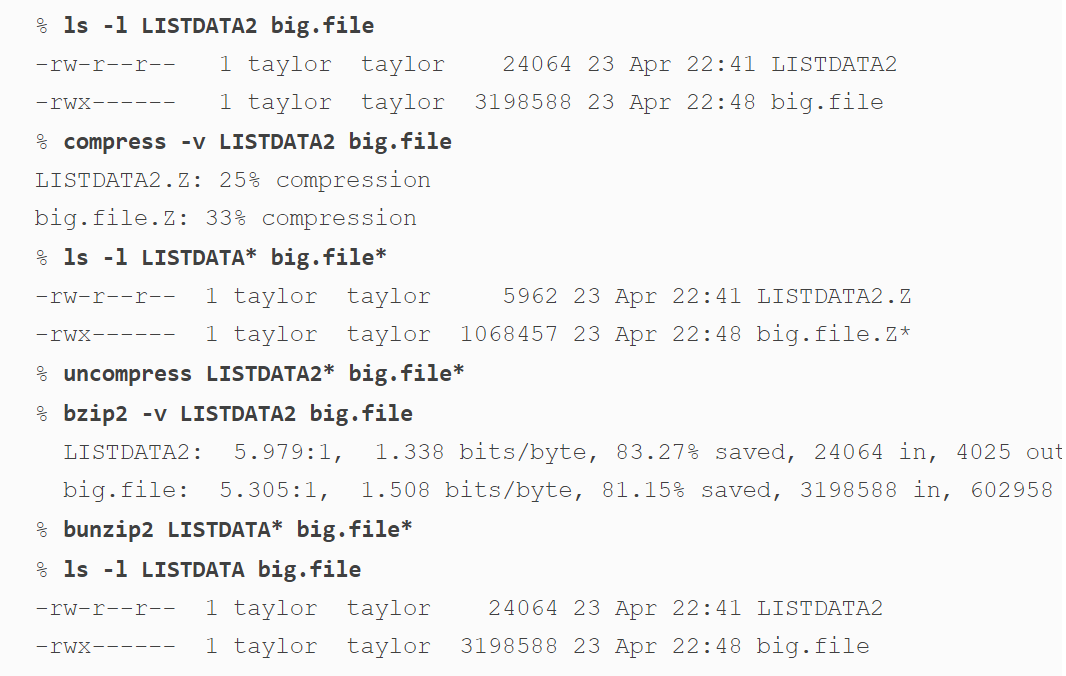 % ls -l LISTDATA2 big.file
-rw-r--r--   1 taylor  taylor    24064 23 Apr 22:41 LISTDATA2
-rwx------   1 taylor  taylor  3198588 23 Apr 22:48 big.file
% compress -v LISTDATA2 big.file
LISTDATA2.Z: 25% compression
big.file.Z: 33% compression
% ls -l LISTDATA* big.file*
-rw-r--r--  1 taylor  taylor     5962 23 Apr 22:41 LISTDATA2.Z
-rwx------  1 taylor  taylor  1068457 23 Apr 22:48 big.file.Z*
% uncompress LISTDATA2* big.file*
% bzip2 -v LISTDATA2 big.file
  LISTDATA2:  5.979:1,  1.338 bits/byte, 83.27% saved, 24064 in, 4025 out
  big.file:  5.305:1,  1.508 bits/byte, 81.15% saved, 3198588 in, 602958
% bunzip2 LISTDATA* big.file*
% ls -l LISTDATA big.file
-rw-r--r--  1 taylor  taylor    24064 23 Apr 22:41 LISTDATA2
-rwx------  1 taylor  taylor  3198588 23 Apr 22:48 big.file